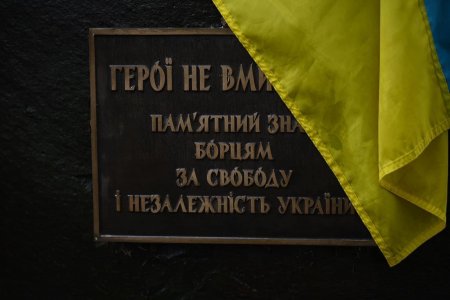 ГЕРОЇ НЕ ВМИ
ПАМ'ЯТНИЙ ЗНА
БОРЦЯМ
ЗА СВОБОДУ
І НЕЗАЛЕЖНІСТЬ УКРАЇНИ